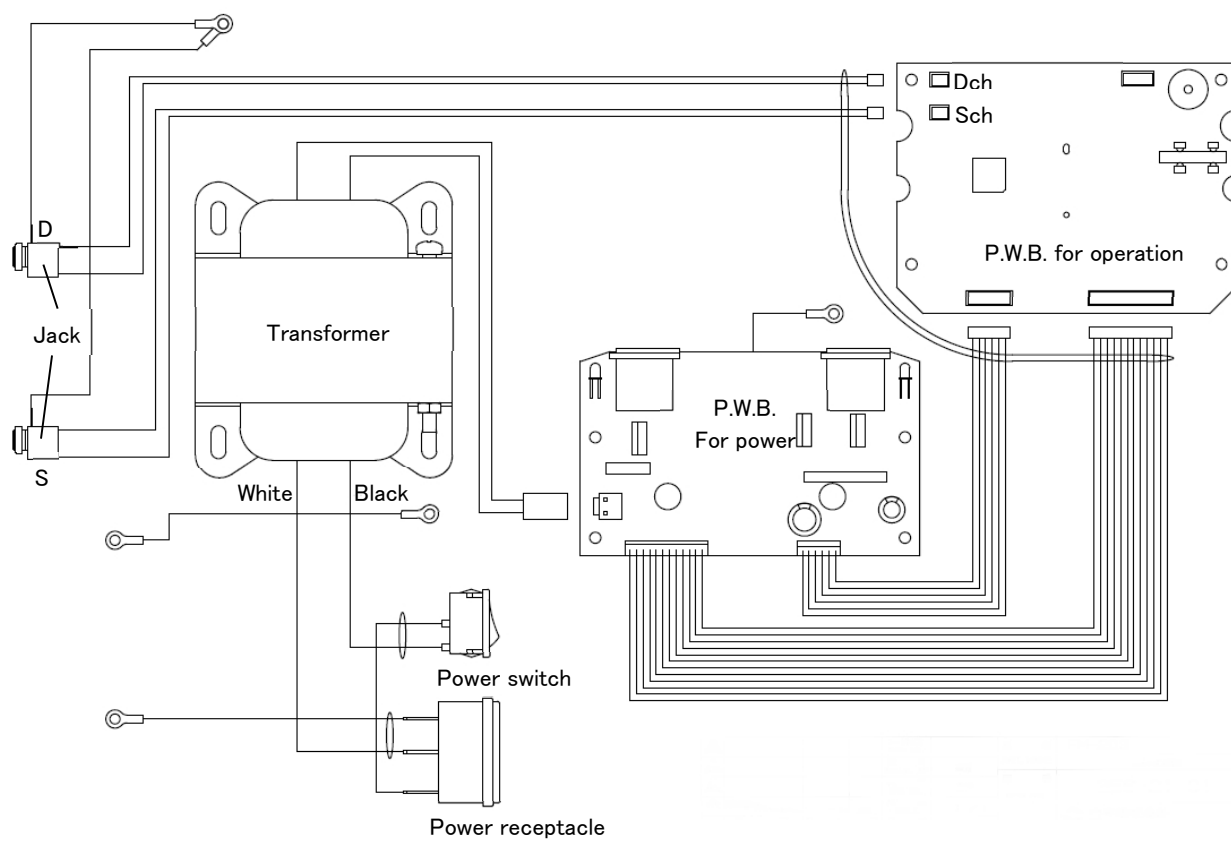 Dch
Sch
D
P.W.B. for operation
Jack
Transformer
P.W.B.
For power
S
White
Black
Power switch
Power receptacle